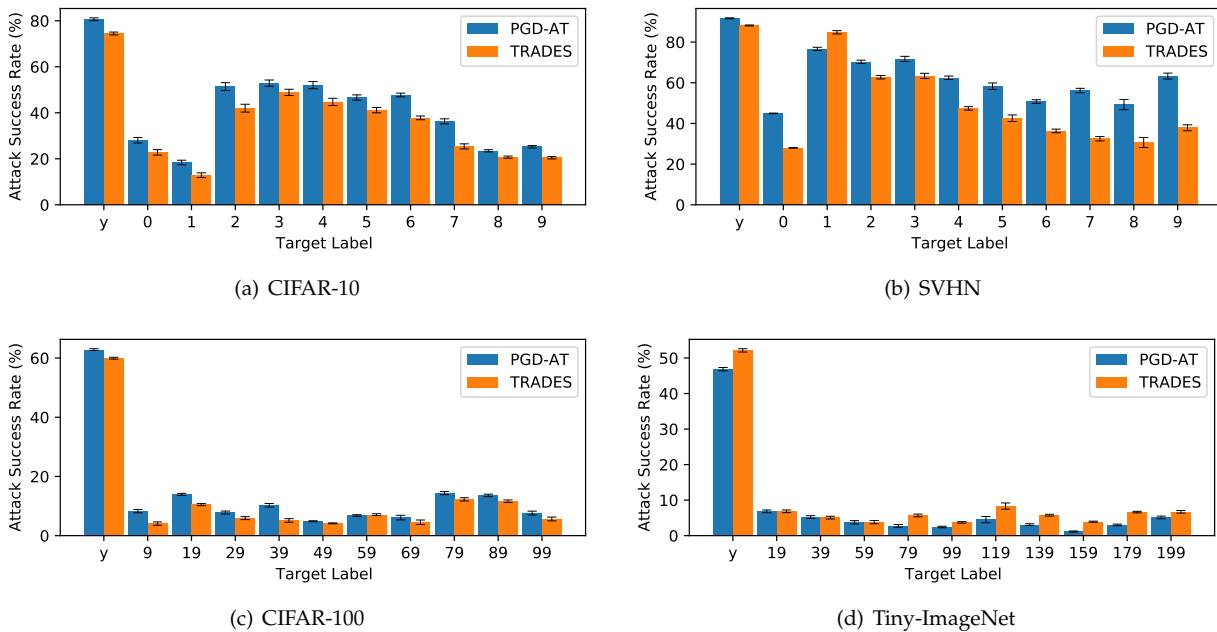 Attack Success Rate (%)
80
60
40
20
0
PGD-AT
TRADES
y 0 1 2 3 4 5 6 7 8 9
Target Label
(a) CIFAR-10
Attack Success Rate (%)
80
60
40
20
0
PGD-AT
TRADES
y 0 1 2 3 4 5 6 7 8 9
Target Label
(b) SVHN
Attack Success Rate (%)
60
40
20
0
PGD-AT
TRADES
y 9 19 29 39 49 59 69 79 89 99
Target Label
(c) CIFAR-100
Attack Success Rate (%)
50
40
30
20
10
0
PGD-AT
TRADES
y 19 39 59 79 99 119 139 159 179 199
Target Label
(d) Tiny-ImageNet